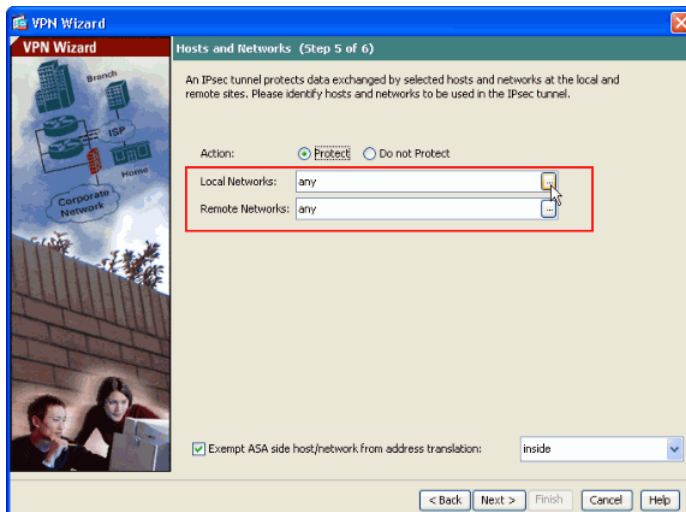 VPN Wizard
VPN Wizard
Branch
ISP
Home
Corporate
Network
Hosts and Networks (Step 5 of 6)
An IPsec tunnel protects data exchanged by selected hosts and networks at the local and
remote sites. Please identify hosts and networks to be used in the IPsec tunnel.
Action: Protect Do not Protect
Local Networks: any ...
Remote Networks: any ...
Exempt ASA side host/network from address translation: inside
< Back Next > Finish Cancel Help